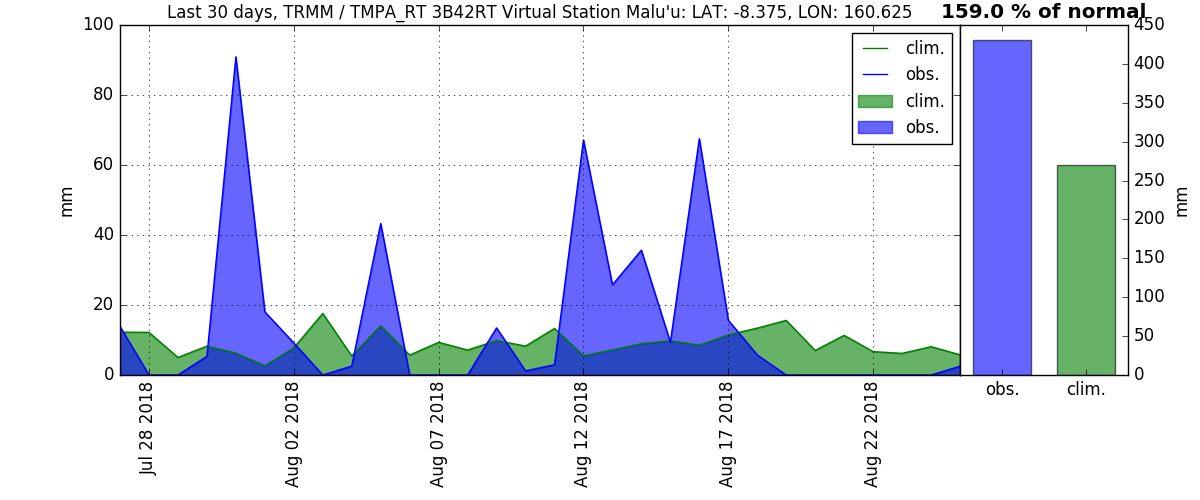 Last 30 days, TRMM / TMPA_RT 3B42RT Virtual Station Malu'u: LAT: -8.375, LON: 160.625
159.0 % of normal
100
80
60
40
20
0
mm
clim.
obs.
clim.
obs.
Jul 28 2018
Aug 02 2018
Aug 07 2018
Aug 12 2018
Aug 17 2018
Aug 22 2018
450
400
350
300
250
200
150
100
50
0
mm
obs.
clim.